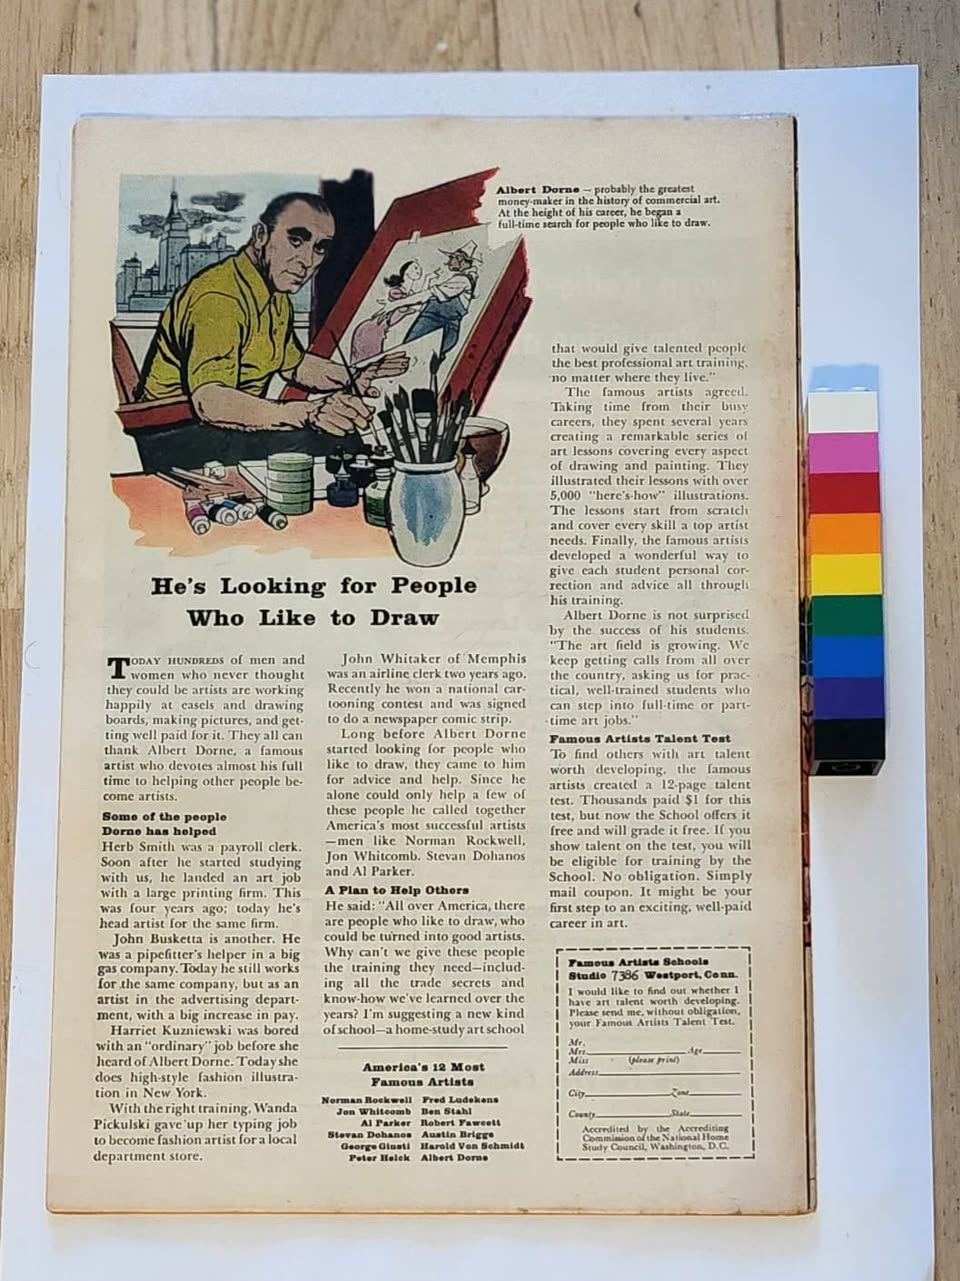 Albert Dorne — probably the greatest
money-maker in the history of commercial art.
At the height of his career, he began a
full-time search for people who like to draw.
He's Looking for People
Who Like to Draw
TODAY HUNDREDS of men and
women who never thought
they could be artists are working
happily at easels and drawing
boards, making pictures, and get-
ting well paid for it. They all can
thank Albert Dorne, a famous
artist who devotes almost his full
time to helping other people be-
come artists.
Some of the people
Dorne has helped
Herb Smith was a payroll clerk.
Soon after he started studying
with us, he landed an art job
with a large printing firm. This
was four years ago; today he's
head artist for the same firm.
John Busketta is another. He
was a pipefitter's helper in a big
gas company. Today he still works
for the same company, but as an
artist in the advertising depart-
ment, with a big increase in pay.
Harriet Kuzniewski was bored
with an "ordinary" job before she
heard of Albert Dorne. Today she
does high-style fashion illustra-
tion in New York.
With the right training, Wanda
Pickulski gave up her typing job
to become fashion artist for a local
department store.
John Whitaker of Memphis
was an airline clerk two years ago.
Recently he won a national car-
tooning contest and was signed
to do a newspaper comic strip.
Long before Albert Dorne
started looking for people who
like to draw, they came to him
for advice and help. Since he
alone could only help a few of
these people he called together
America's most successful artists
—men like Norman Rockwell,
Jon Whitcomb. Stevan Dohanos
and Al Parker.
A Plan to Help Others
He said: "All over America, there
are people who like to draw, who
could be turned into good artists.
Why can't we give these people
the training they need—includ-
ing all the trade secrets and
know-how we've learned over the
years? I'm suggesting a new kind
of school—a home-study art school
America's 12 Most
Famous Artists
Norman Rockwell Fred Ludekens
Jon Whitcomb Ben Stahl
Al Parker Robert Fawcett
Stevan Dohanos Austin Briggs
George Giusti Harold Von Schmidt
Peter Helck Albert Dorne
that would give talented people
the best professional art training,
no matter where they live."
The famous artists agreed.
Taking time from their busy
careers, they spent several years
creating a remarkable series of
art lessons covering every aspect
of drawing and painting. They
illustrated their lessons with over
5,000 "here's-how" illustrations.
The lessons start from scratch
and cover every skill a top artist
needs. Finally, the famous artists
developed a wonderful way to
give each student personal cor-
rection and advice all through
his training.
Albert Dorne is not surprised
by the success of his students.
"The art field is growing. We
keep getting calls from all over
the country, asking us for prac-
tical, well-trained students who
can step into full-time or part-
time art jobs."
Famous Artists Talent Test
To find others with art talent
worth developing, the famous
artists created a 12-page talent
test. Thousands paid $1 for this
test, but now the School offers it
free and will grade it free. If you
show talent on the test, you will
be eligible for training by the
School. No obligation. Simply
mail coupon. It might be your
first step to an exciting, well-paid
career in art.
Famous Artists Schools
Studio 7386 Westport, Conn.
I would like to find out whether I
have art talent worth developing.
Please send me, without obligation,
your Famous Artists Talent Test.
Mr.
Mrs. Age
Miss (please print)
Address
City Zone
County State
Accredited by the Accrediting
Commission of the National Home
Study Council, Washington, D.C.